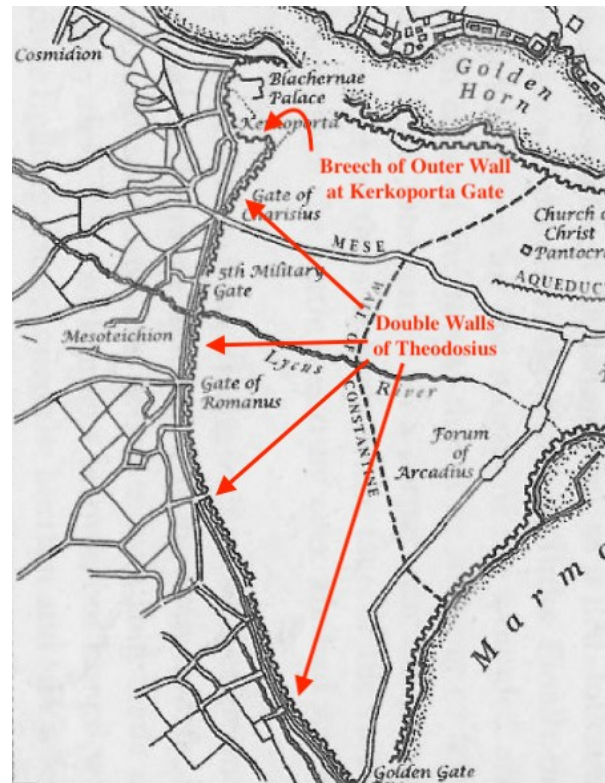 Cosmidion
Blachernae
Palace
Golden
Horn
Kerkoporta
Breech of Outer Wall
at Kerkoporta Gate
Gate of
Charisius
MESE
Church of
Christ
Pantocra
AQUEDUC
5th Military
Gate
Mesoteichion
WALL OF
CONSTANTINE
Double Walls
of Theodosius
Lycus
River
Gate of
Romanus
Forum
of
Arcadius
Marmo
Golden Gate